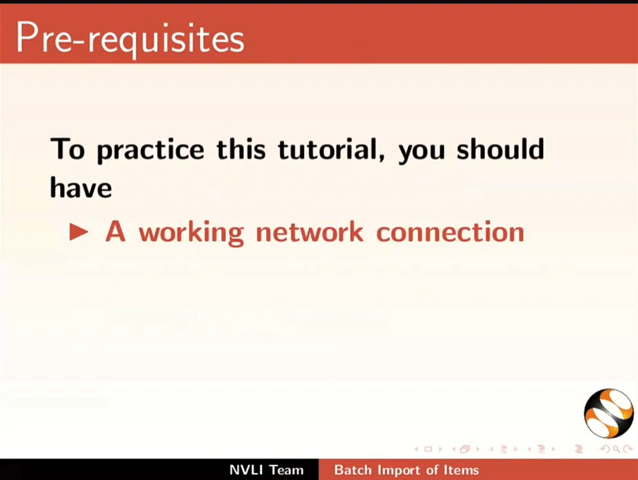 Pre-requisites
To practice this tutorial, you should
have
▶ A working network connection
NVLI Team
Batch Import of Items